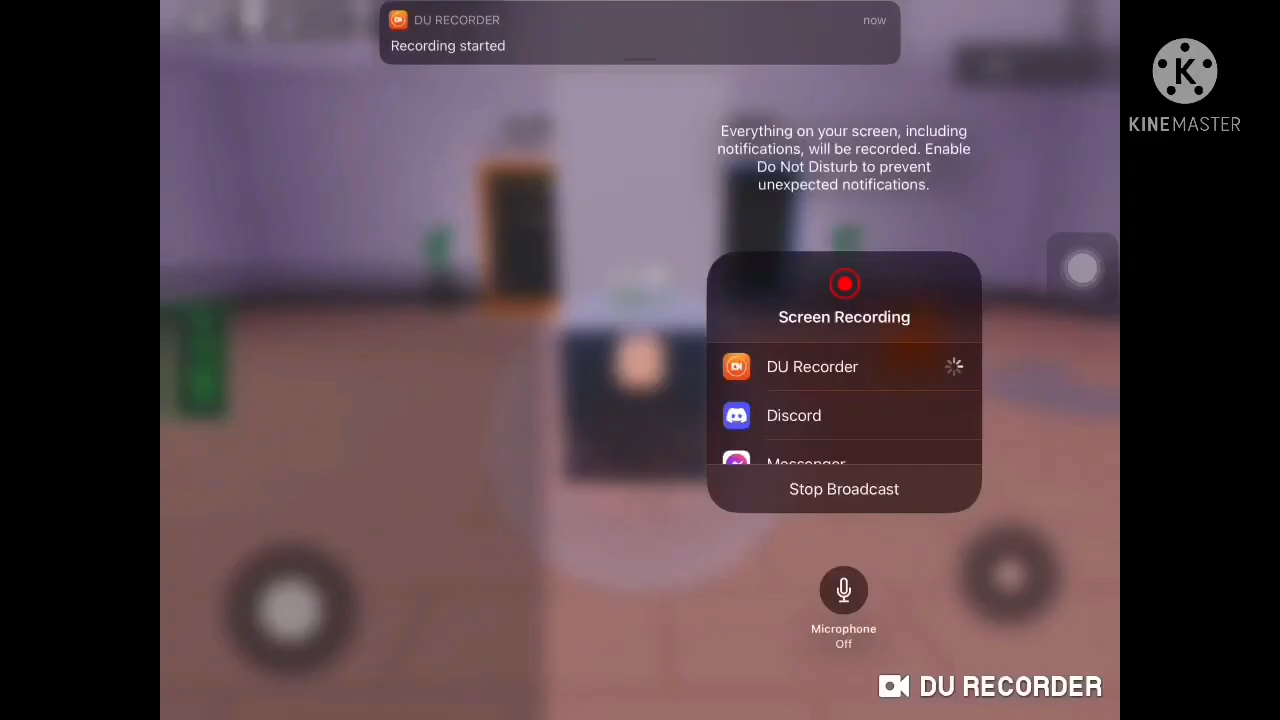 DU RECORDER
now
Recording started
KINEMASTER
Everything on your screen, including
notifications, will be recorded. Enable
Do Not Disturb to prevent
unexpected notifications.
Screen Recording
DU Recorder
Discord
Messenger
Stop Broadcast
Microphone
Off
DU RECORDER